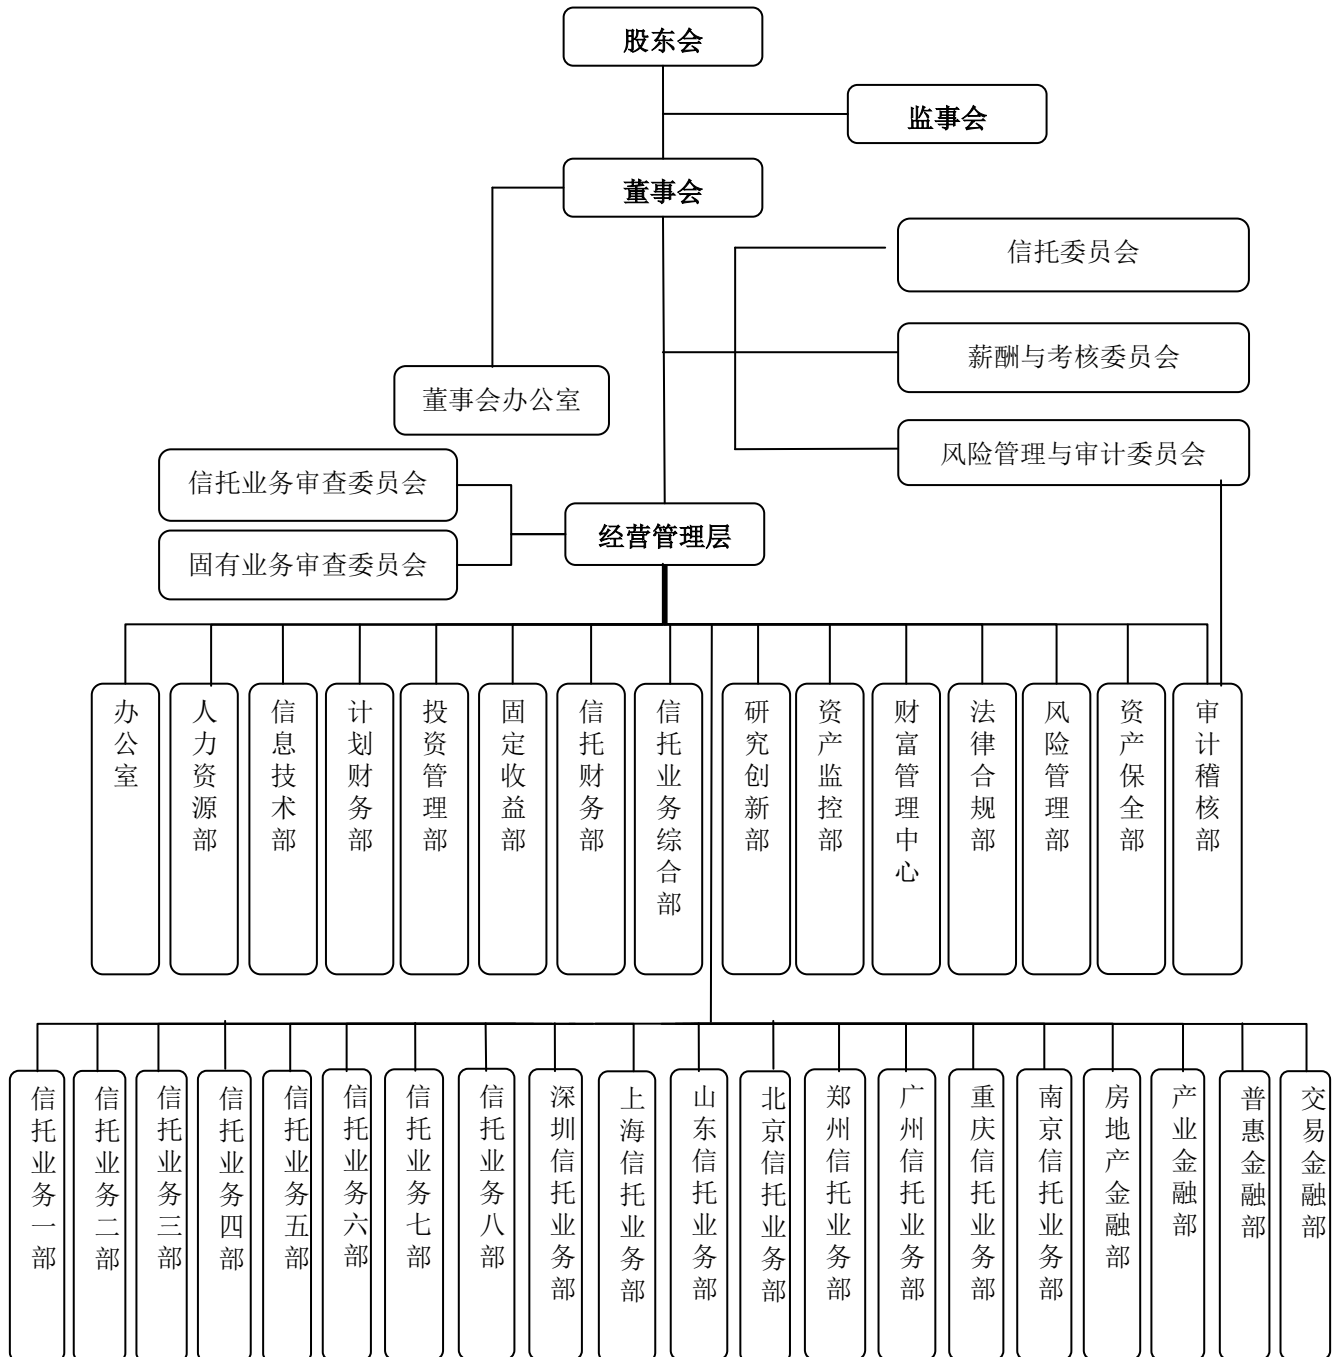 股东会
监事会
董事会
信托委员会
薪酬与考核委员会
董事会办公室
风险管理与审计委员会
信托业务审查委员会
经营管理层
固有业务审查委员会
办公室
人力资源部
信息技术部
计划财务部
投资管理部
固定收益部
信托财务部
信托业务综合部
研究创新部
资产监控部
财富管理中心
法律合规部
风险管理部
资产保全部
审计稽核部
信托业务一部
信托业务二部
信托业务三部
信托业务四部
信托业务五部
信托业务六部
信托业务七部
信托业务八部
深圳信托业务部
上海信托业务部
山东信托业务部
北京信托业务部
郑州信托业务部
广州信托业务部
重庆信托业务部
南京信托业务部
房地产金融部
产业金融部
普惠金融部
交易金融部